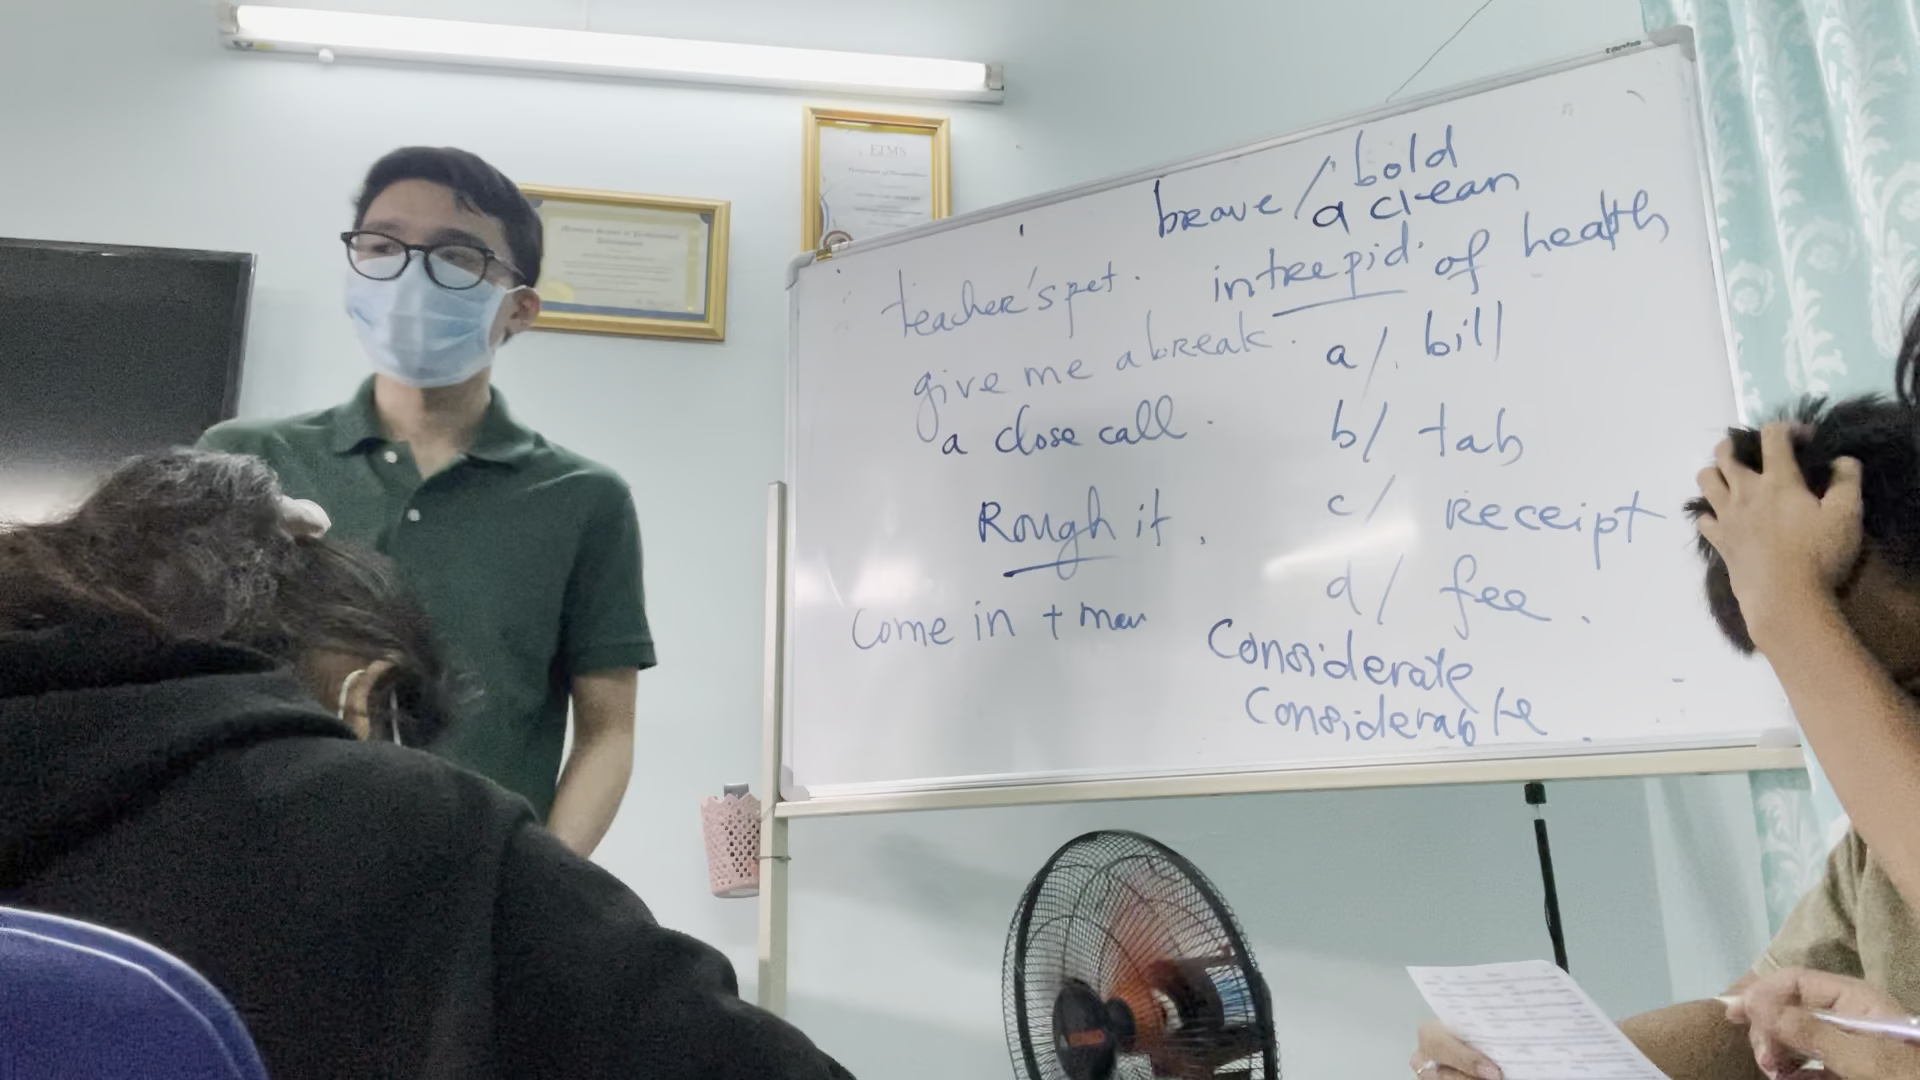 EIMS
brave / bold
a clean
intrepid. of health
teacher's pet.
give me a break.
a close call.
Rough it.
Come in +
a/. bill
b/ tab
c/ receipt
d/ fee.
Considerate
Considerable.